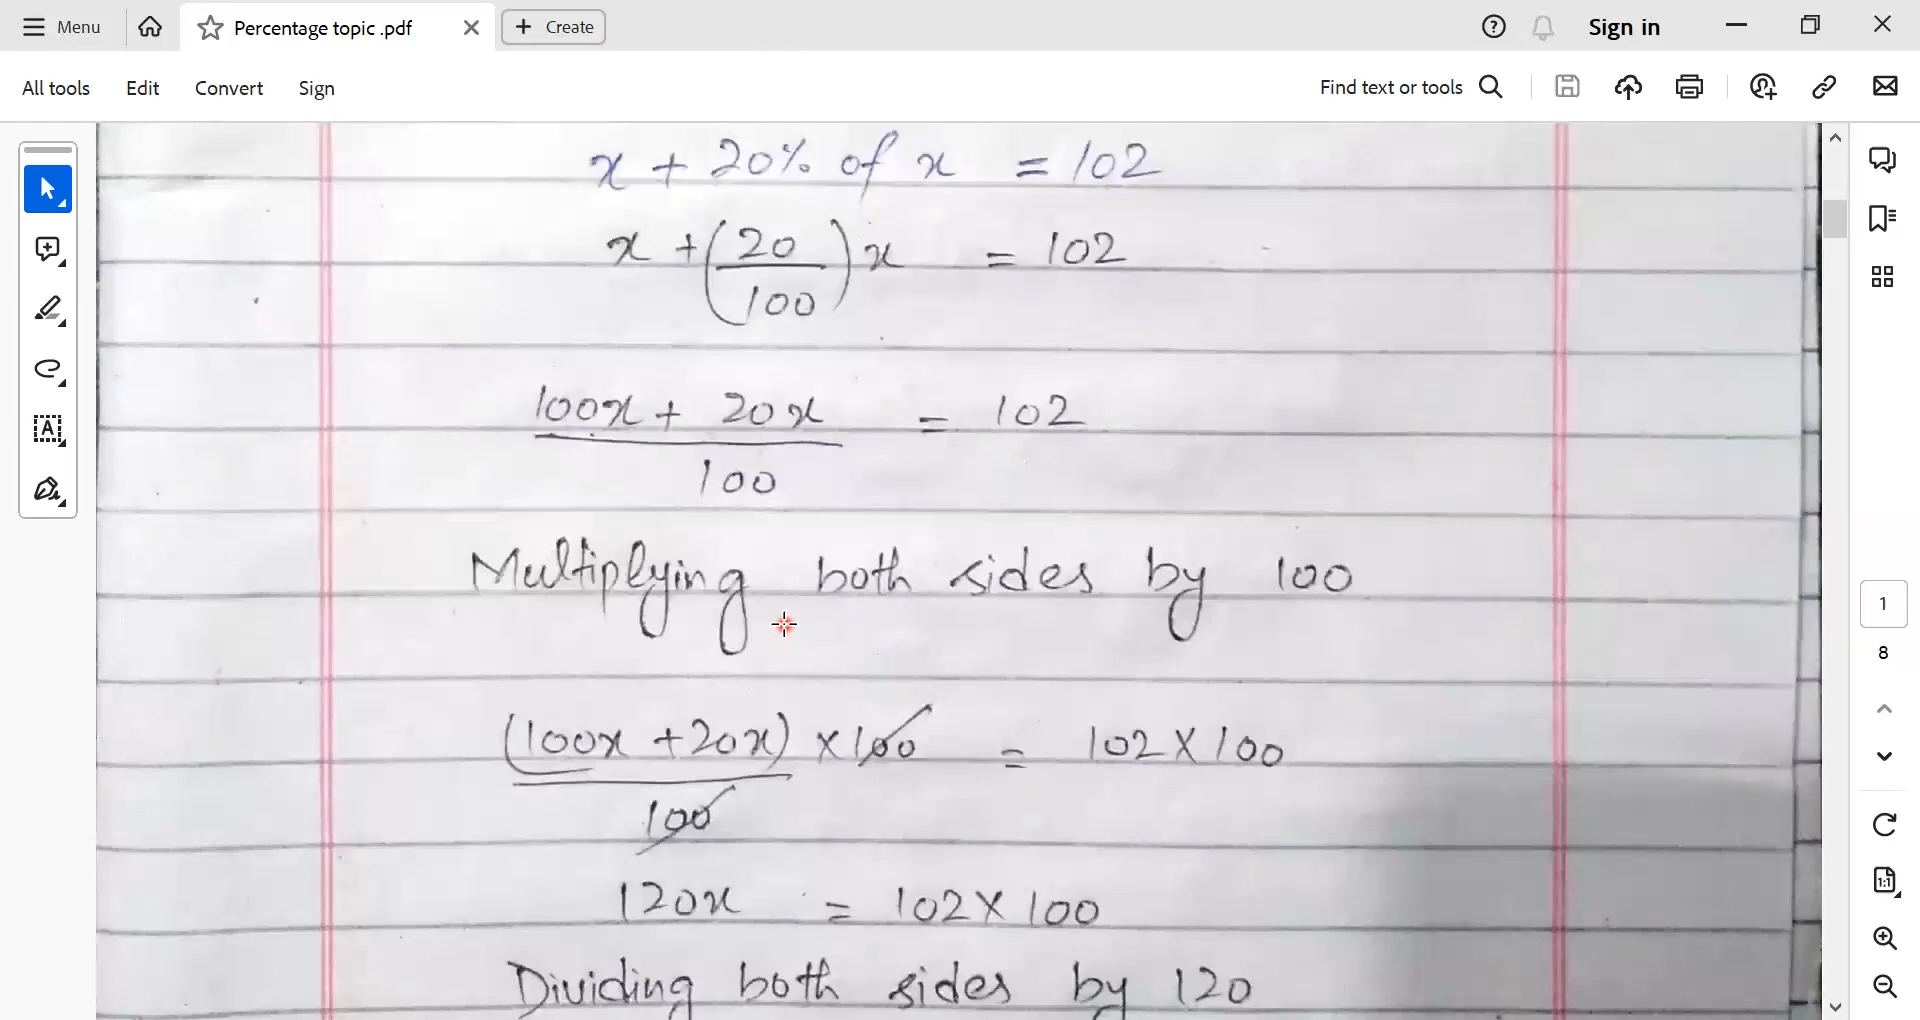 Menu
Percentage topic .pdf
Create
Sign in
All tools
Edit
Convert
Sign
Find text or tools
x + 20% of x = 102
x + (20/100) x = 102
100x + 20x / 100 = 102
Multiplying both sides by 100
(100x + 20x) / 100 × 100 = 102 × 100
120x = 102 × 100
Dividing both sides by 120
1
8